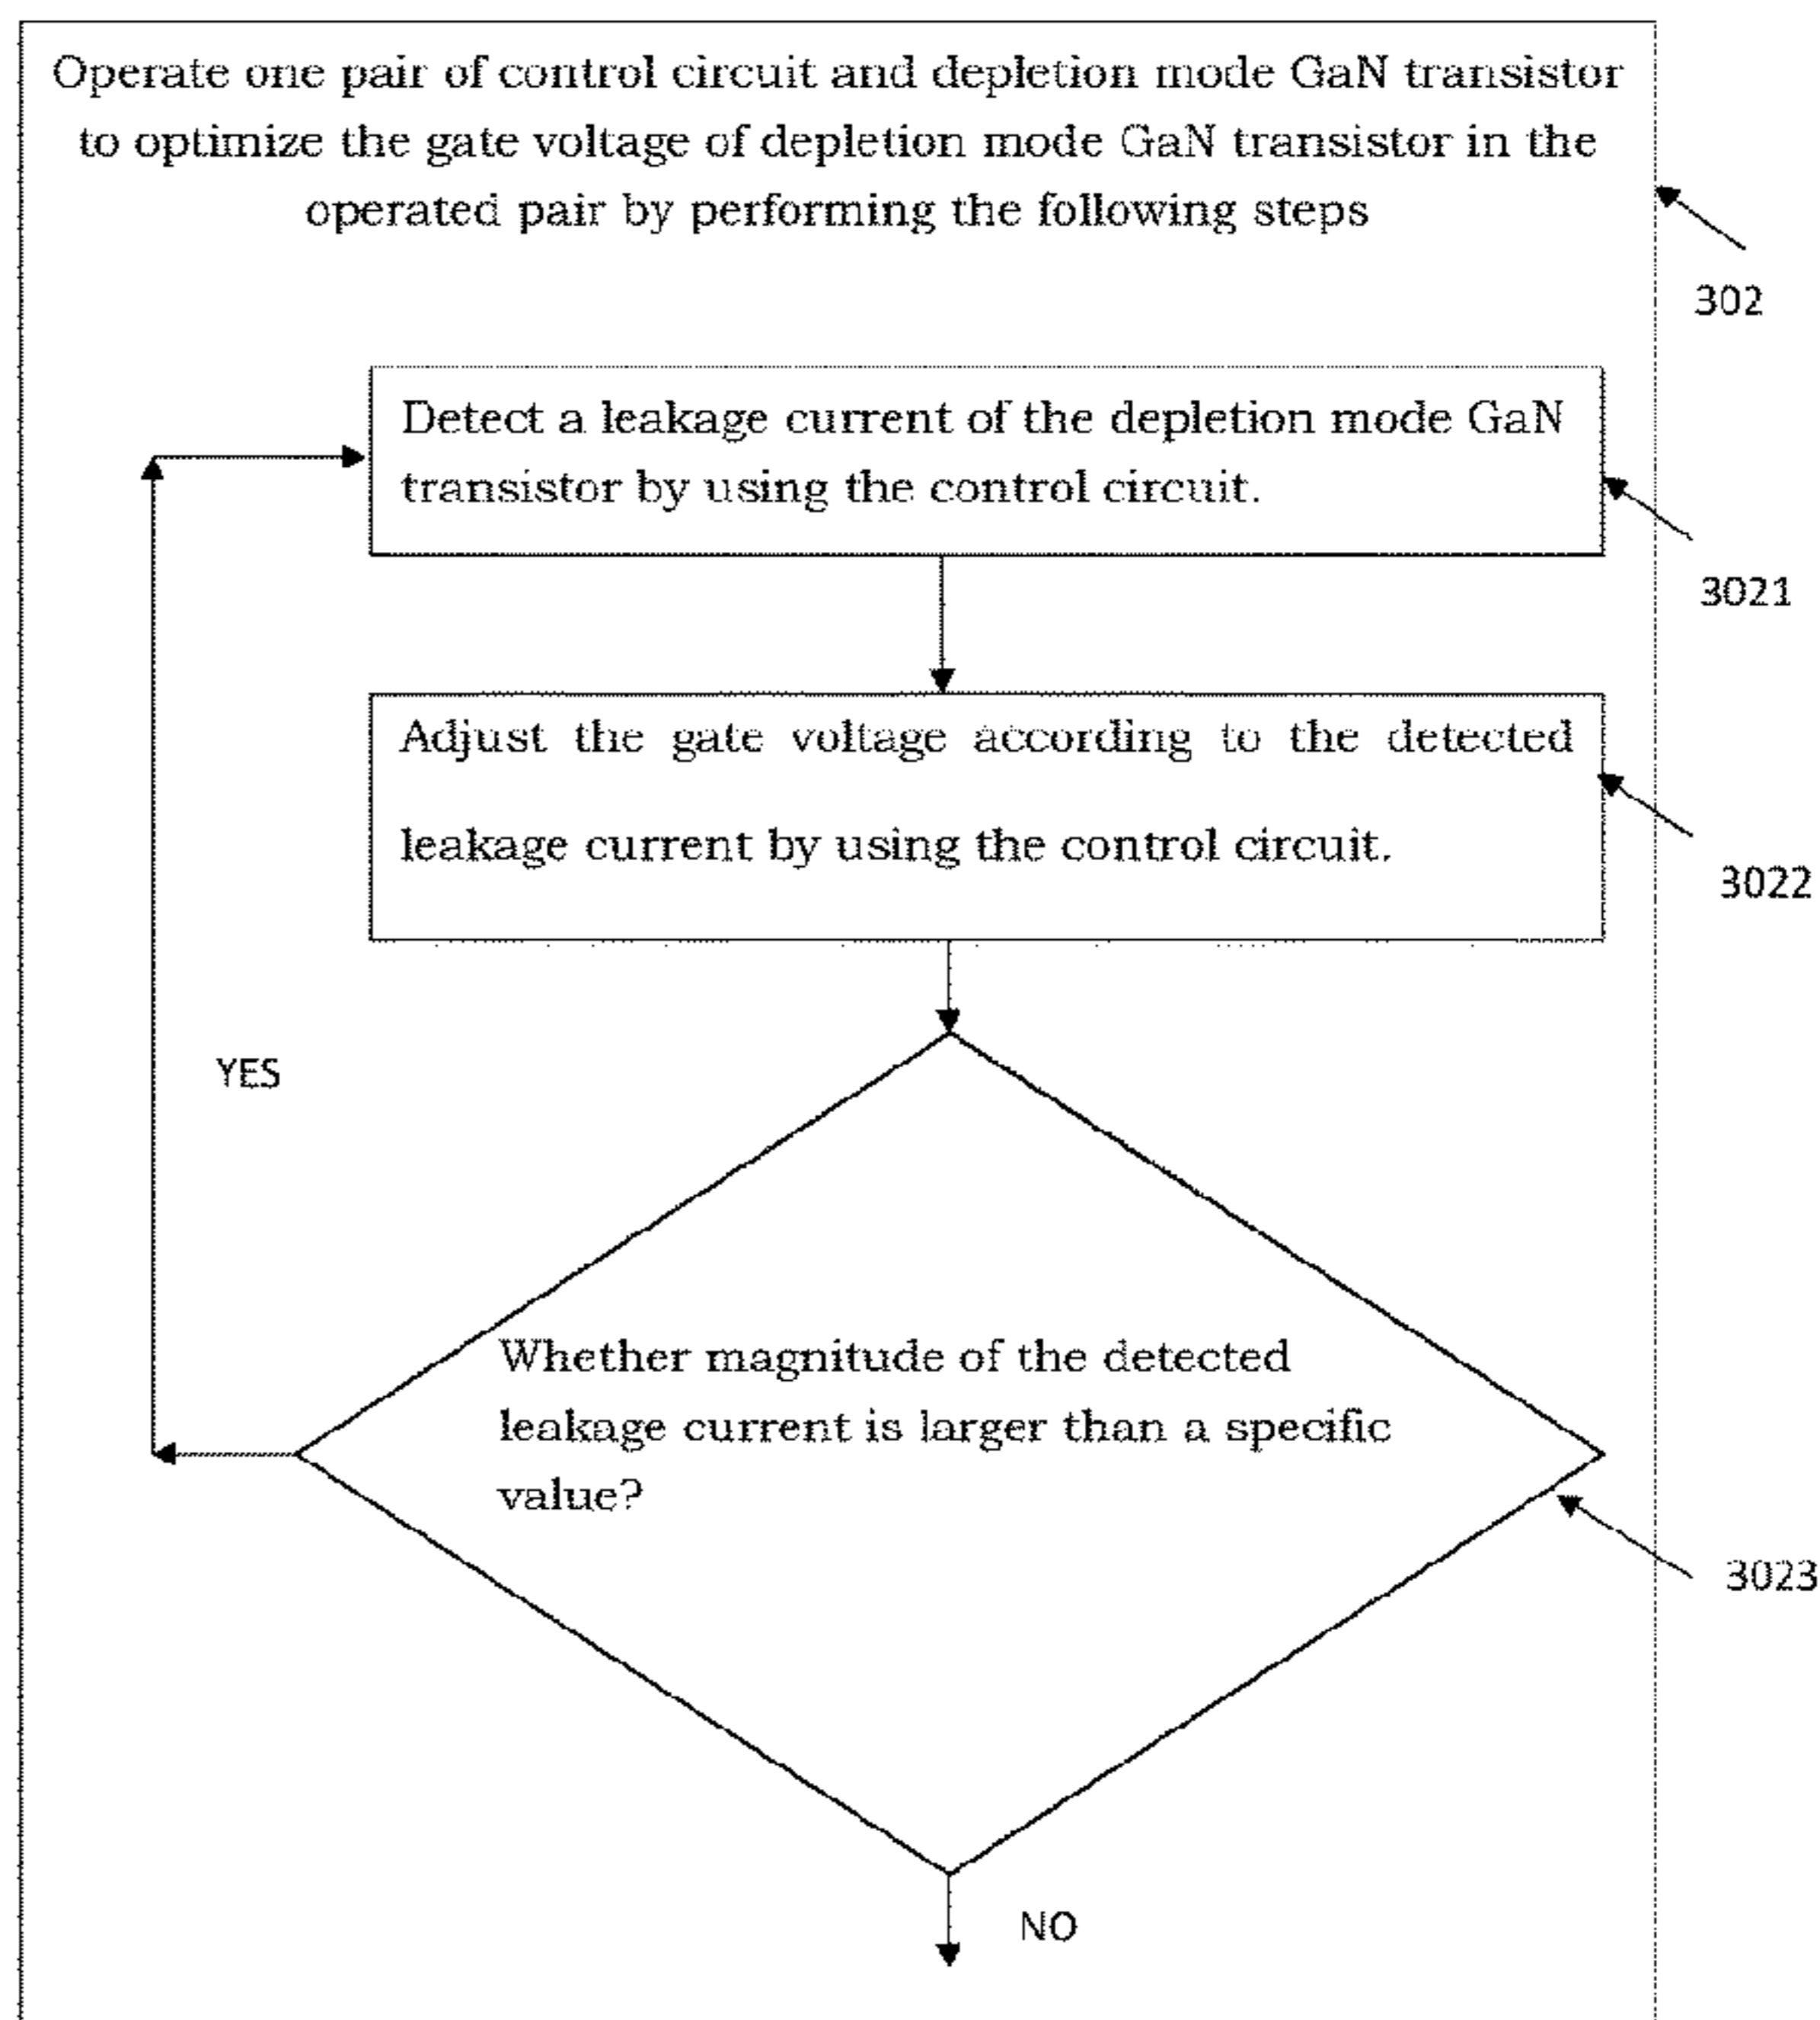 Operate one pair of control circuit and depletion mode GaN transistor
to optimize the gate voltage of depletion mode GaN transistor in the
operated pair by performing the following steps
302
Detect a leakage current of the depletion mode GaN
transistor by using the control circuit.
3021
Adjust the gate voltage according to the detected
leakage current by using the control circuit.
3022
YES
Whether magnitude of the detected
leakage current is larger than a specific
value?
3023
NO